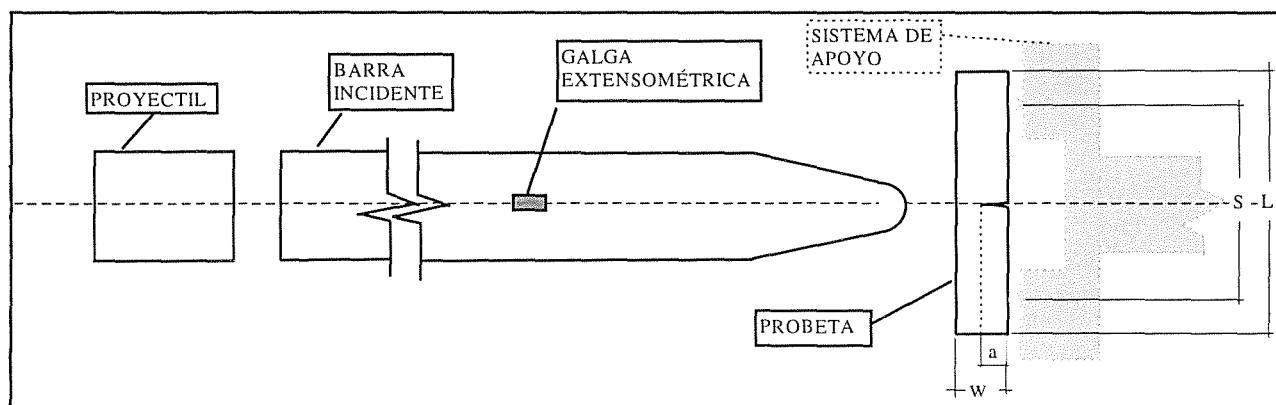 SISTEMA DE
APOYO
GALGA
EXTENSOMÉTRICA
BARRA
INCIDENTE
PROYECTIL
S
L
PROBETA
a
W